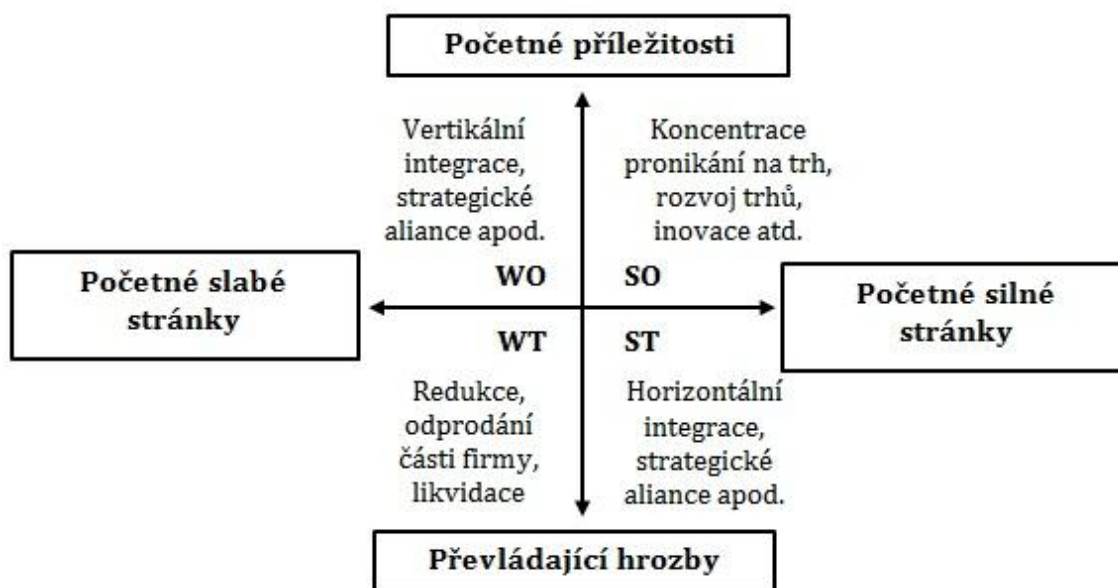 Početné příležitosti
Vertikální
integrace,
strategické
aliance apod.
Koncentrace
pronikání na trh,
rozvoj trhů,
inovace atd.
Početné slabé
stránky
WO
SO
Početné silné
stránky
WT
ST
Redukce,
odprodání
části firmy,
likvidace
Horizontální
integrace,
strategické
aliance apod.
Převládající hrozby